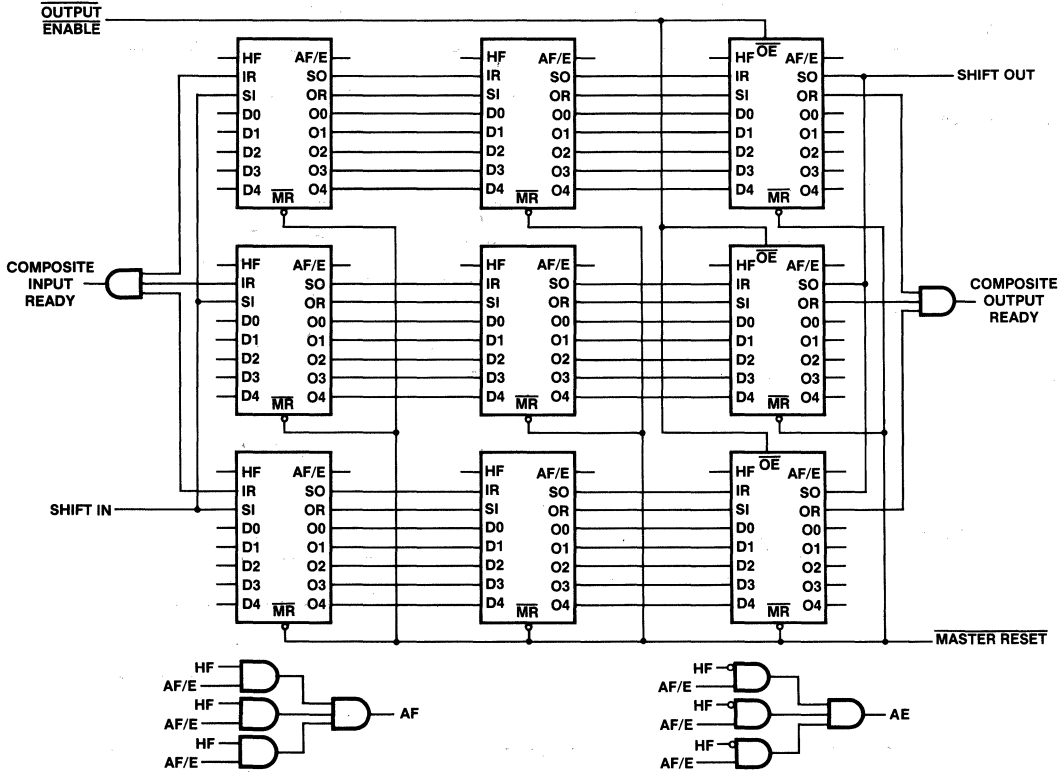 OUTPUT
ENABLE
HF AF/E
IR SO
SI OR
D0 O0
D1 O1
D2 O2
D3 O3
D4 O4
MR
HF AF/E
IR SO
SI OR
D0 O0
D1 O1
D2 O2
D3 O3
D4 O4
MR
OE
HF AF/E
IR SO
SI OR
D0 O0
D1 O1
D2 O2
D3 O3
D4 O4
MR
SHIFT OUT
COMPOSITE
INPUT
READY
HF AF/E
IR SO
SI OR
D0 O0
D1 O1
D2 O2
D3 O3
D4 O4
MR
HF AF/E
IR SO
SI OR
D0 O0
D1 O1
D2 O2
D3 O3
D4 O4
MR
OE
HF AF/E
IR SO
SI OR
D0 O0
D1 O1
D2 O2
D3 O3
D4 O4
MR
COMPOSITE
OUTPUT
READY
SHIFT IN
HF AF/E
IR SO
SI OR
D0 O0
D1 O1
D2 O2
D3 O3
D4 O4
MR
HF AF/E
IR SO
SI OR
D0 O0
D1 O1
D2 O2
D3 O3
D4 O4
MR
OE
HF AF/E
IR SO
SI OR
D0 O0
D1 O1
D2 O2
D3 O3
D4 O4
MR
MASTER RESET
HF
AF/E
HF
AF/E
HF
AF/E
AF
HF
AF/E
HF
AF/E
HF
AF/E
AE